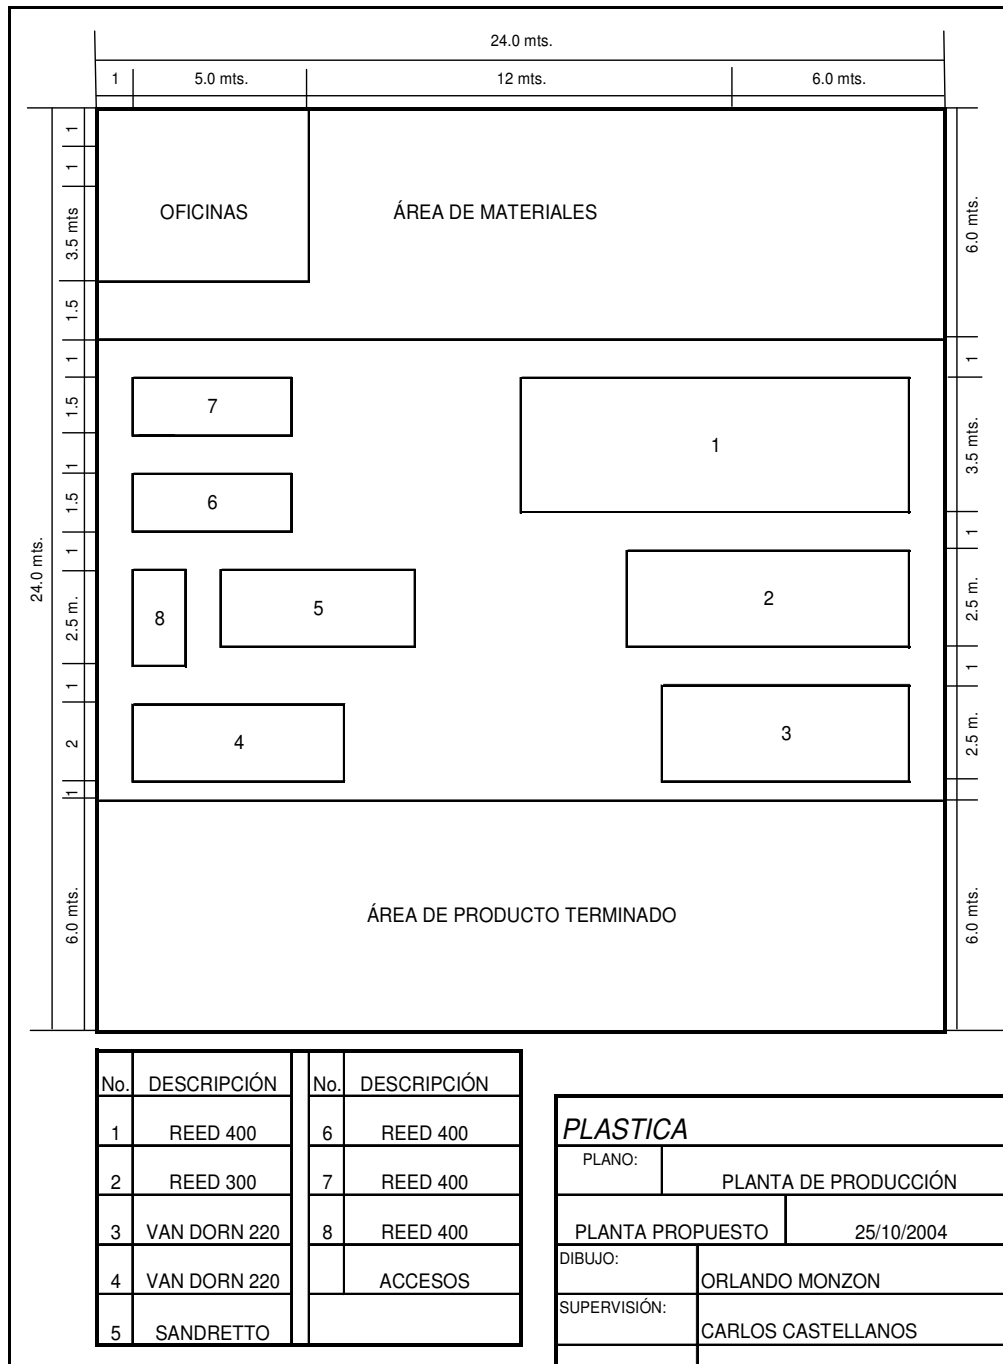 24.0 mts.
1 5.0 mts. 12 mts. 6.0 mts.
24.0 mts.
1
1
3.5 mts
1.5
1
1.5
1
1.5
1
2.5 m.
1
2
1
6.0 mts.
OFICINAS
ÁREA DE MATERIALES
7
1
6
8
5
2
4
3
ÁREA DE PRODUCTO TERMINADO
6.0 mts.
1
3.5 mts.
1
2.5 m.
1
2.5 m.
6.0 mts.
No. DESCRIPCIÓN No. DESCRIPCIÓN
1 REED 400 6 REED 400
2 REED 300 7 REED 400
3 VAN DORN 220 8 REED 400
4 VAN DORN 220 ACCESOS
5 SANDRETTO
PLASTICA
PLANO:
PLANTA DE PRODUCCIÓN
PLANTA PROPUESTO 25/10/2004
DIBUJO:
ORLANDO MONZON
SUPERVISIÓN:
CARLOS CASTELLANOS